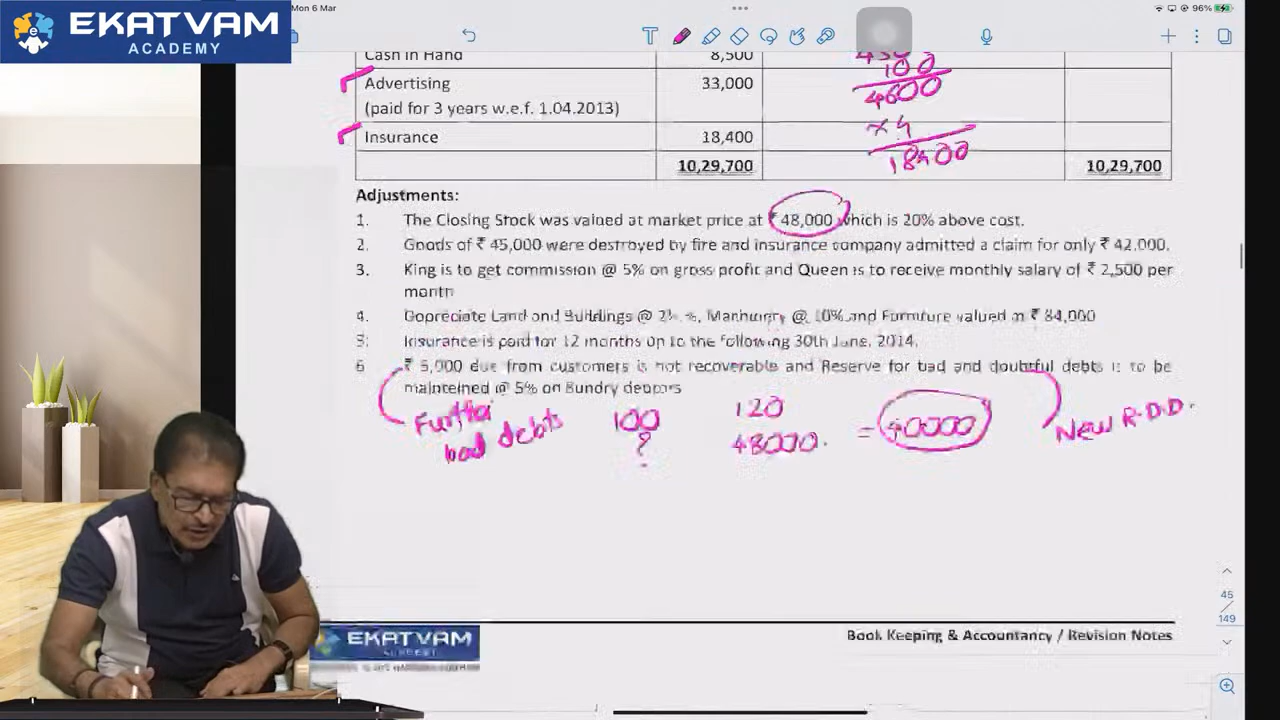 EKATVAM
ACADEMY
Mon 6 Mar
96%
Cash in Hand 8,500
100
Advertising 33,000
4600
(paid for 3 years w.e.f. 1.04.2013)
x 4
Insurance 18,400
18400
10,29,700 10,29,700
Adjustments:
1. The Closing Stock was valued at market price at ₹ 48,000 which is 20% above cost.
2. Goods of ₹ 45,000 were destroyed by fire and insurance company admitted a claim for only ₹ 42,000.
3. King is to get commission @ 5% on gross profit and Queen is to receive monthly salary of ₹ 2,500 per
month
4. Depreciate Land and Buildings @ %, @ 10% and Furniture valued at ₹ 84,000
5. Insurance is paid for 12 months up to the following 30th June, 2014.
6 ₹ 5,000 due from customers is not recoverable and Reserve for bad and doubtful debts is to be
maintained @ 5% on Sundry debtors
Further bad debts
100 120
? 48000. = 40000
New R.D.D.
45
149
EKATVAM
Book Keeping & Accountancy / Revision Notes